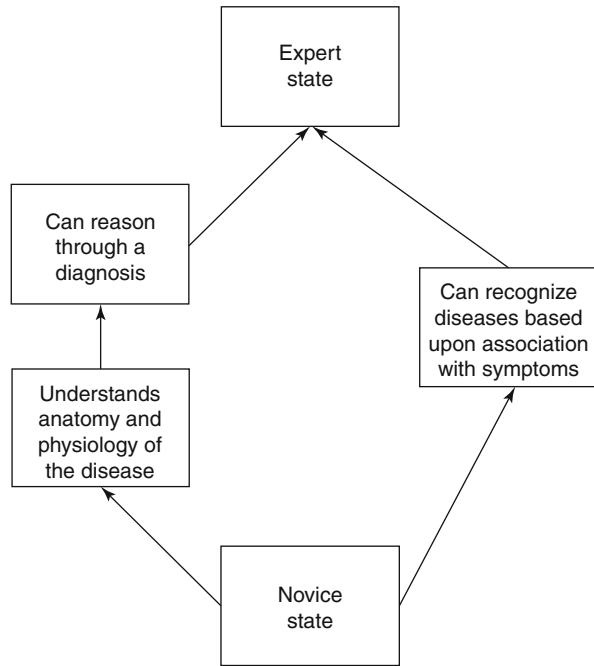 Expert
state
Can reason
through a
diagnosis
Can recognize
diseases based
upon association
with symptoms
Understands
anatomy and
physiology of
the disease
Novice
state